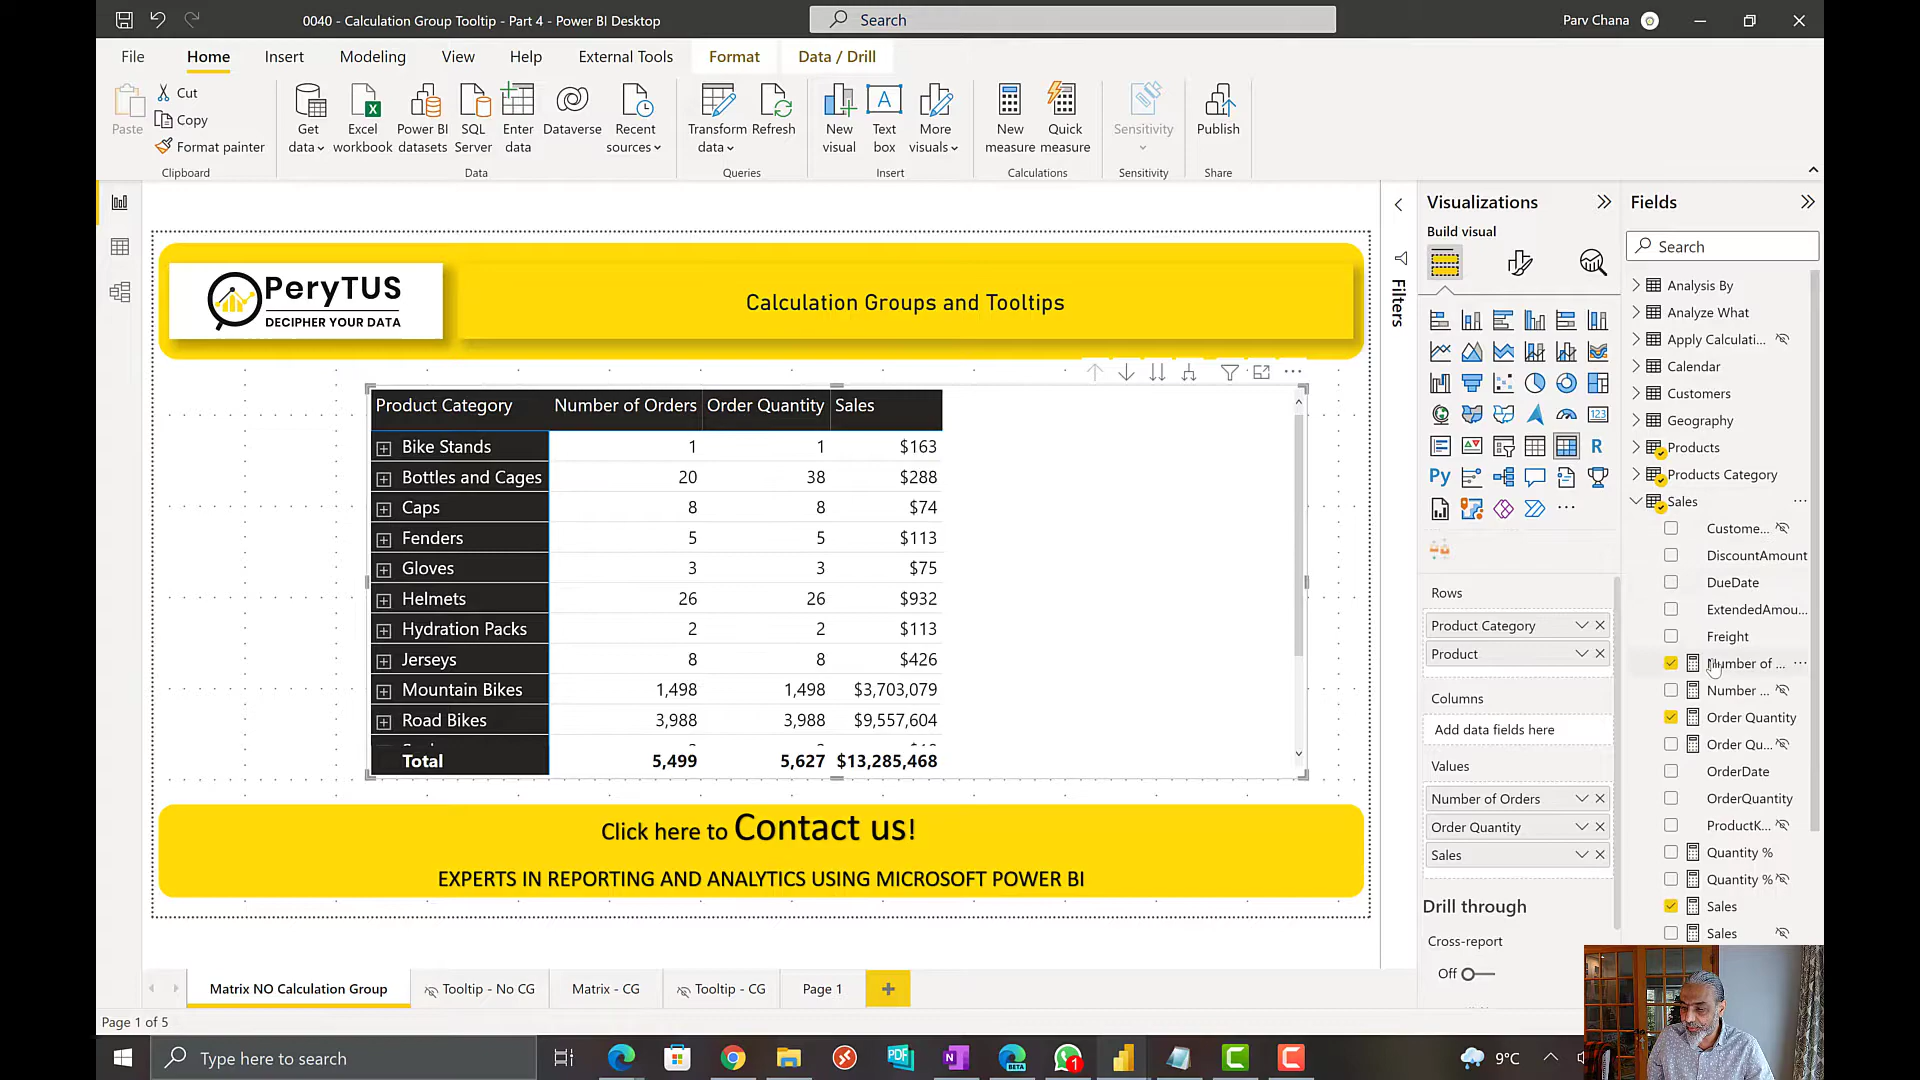 0040 - Calculation Group Tooltip - Part 4 - Power BI Desktop
Search
Parv Chana
File
Home
Insert
Modeling
View
Help
External Tools
Format
Data / Drill
Paste
Cut
Copy
Format painter
Clipboard
Get data
Excel workbook
Power BI datasets
SQL Server
Enter data
Dataverse
Recent sources
Data
Transform data
Refresh
Queries
New visual
Text box
More visuals
Insert
New measure
Quick measure
Calculations
Sensitivity
Sensitivity
Publish
Share
PeryTUS
DECIPHER YOUR DATA
Calculation Groups and Tooltips
Product Category Number of Orders Order Quantity Sales
Bike Stands 1 1 $163
Bottles and Cages 20 38 $288
Caps 8 8 $74
Fenders 5 5 $113
Gloves 3 3 $75
Helmets 26 26 $932
Hydration Packs 2 2 $113
Jerseys 8 8 $426
Mountain Bikes 1,498 1,498 $3,703,079
Road Bikes 3,988 3,988 $9,557,604
Total 5,499 5,627 $13,285,468
Click here to Contact us!
EXPERTS IN REPORTING AND ANALYTICS USING MICROSOFT POWER BI
Filters
Visualizations
Build visual
R
Py
123
Rows
Product Category
Product
Columns
Add data fields here
Values
Number of Orders
Order Quantity
Sales
Drill through
Cross-report
Off
Fields
Search
Analysis By
Analyze What
Apply Calculati...
Calendar
Customers
Geography
Products
Products Category
Sales
Custome...
DiscountAmount
DueDate
ExtendedAmou...
Freight
Number of ...
Number ...
Order Quantity
Order Qu...
OrderDate
OrderQuantity
ProductK...
Quantity %
Quantity %
Sales
Sales
Matrix NO Calculation Group
Tooltip - No CG
Matrix - CG
Tooltip - CG
Page 1
Page 1 of 5
Type here to search
PDF
N
BETA
1
9°C